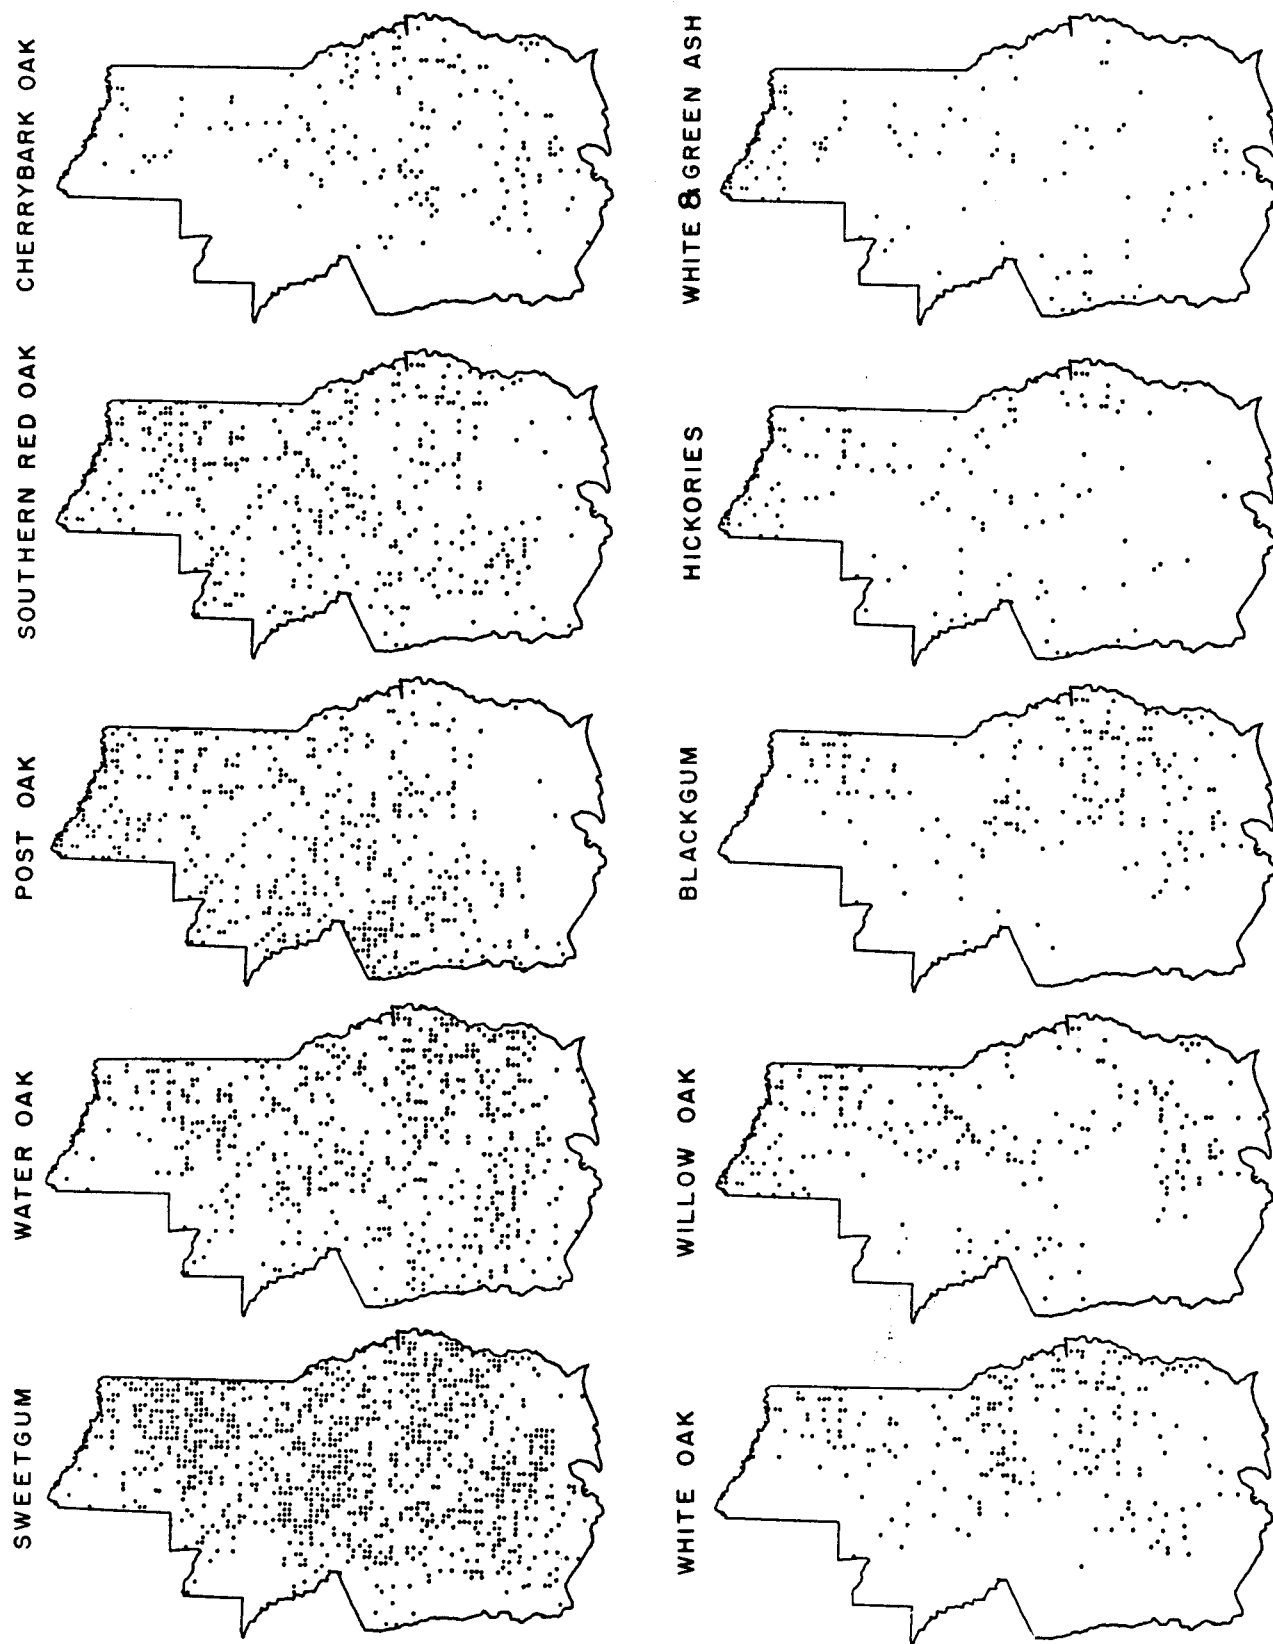 SWEETGUM
WATER OAK
POST OAK
SOUTHERN RED OAK
CHERRYBARK OAK
WHITE OAK
WILLOW OAK
BLACKGUM
HICKORIES
WHITE & GREEN ASH